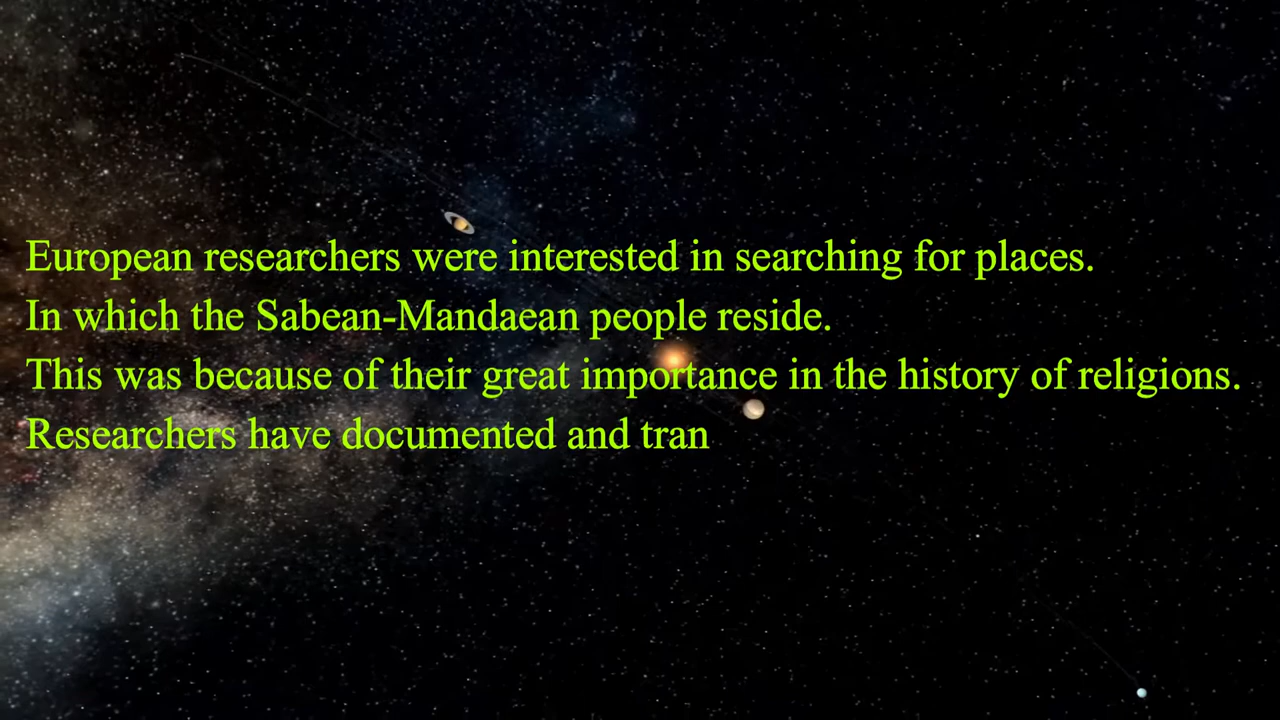 European researchers were interested in searching for places.
In which the Sabean-Mandaean people reside.
This was because of their great importance in the history of religions.
Researchers have documented and tran